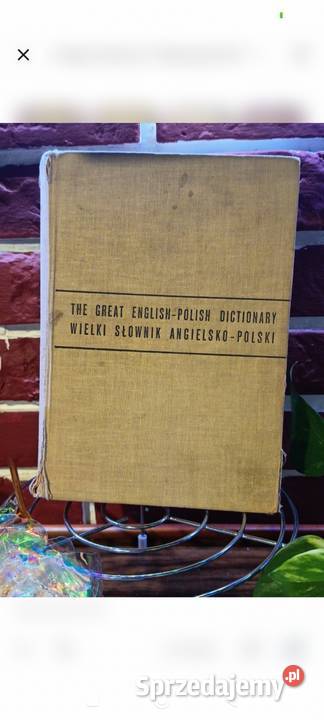 THE GREAT ENGLISH-POLISH DICTIONARY
WIELKI SŁOWNIK ANGIELSKO-POLSKI
Sprzedajemy.pl